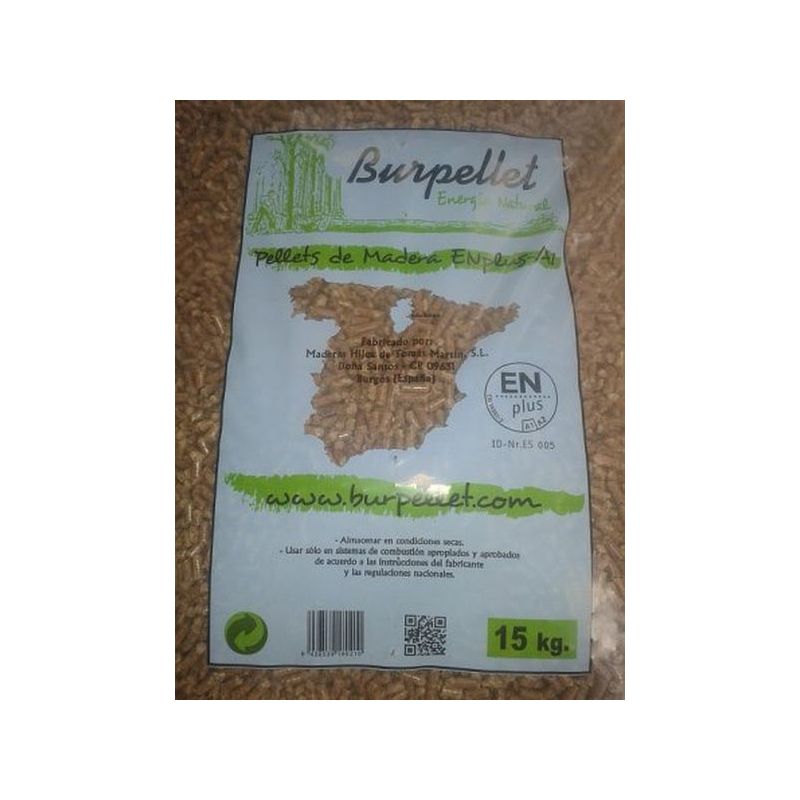 Burpellet
Energía Natural
Pellets de Madera ENplus-A1
Fabricado por:
Maderas Hijos de Tomás Martín, S.L.
Doña Santos - CP 09631
Burgos (España)
EN
plus
A1 A2
ID-Nr.ES 005
www.burpellet.com
- Almacenar en condiciones secas.
- Usar sólo en sistemas de combustión apropiados y aprobados
de acuerdo a las instrucciones del fabricante
y las regulaciones nacionales.
15 kg.